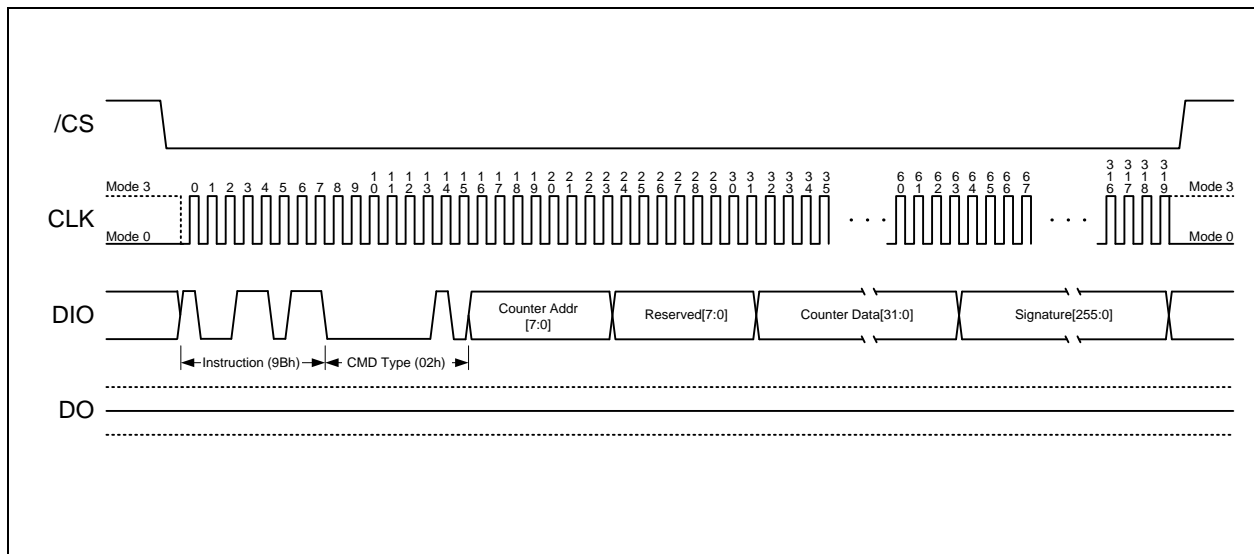 /CS
Mode 3
0 1 2 3 4 5 6 7 8 9 10 11 12 13 14 15 16 17 18 19 20 21 22 23 24 25 26 27 28 29 30 31 32 33 34 35 60 61 62 63 64 65 66 67 316 317 318 319
Mode 3
CLK
. . .
. . .
Mode 0
Mode 0
DIO
Counter Addr
[7:0]
Reserved[7:0]
Counter Data[31:0]
Signature[255:0]
Instruction (9Bh)
CMD Type (02h)
DO